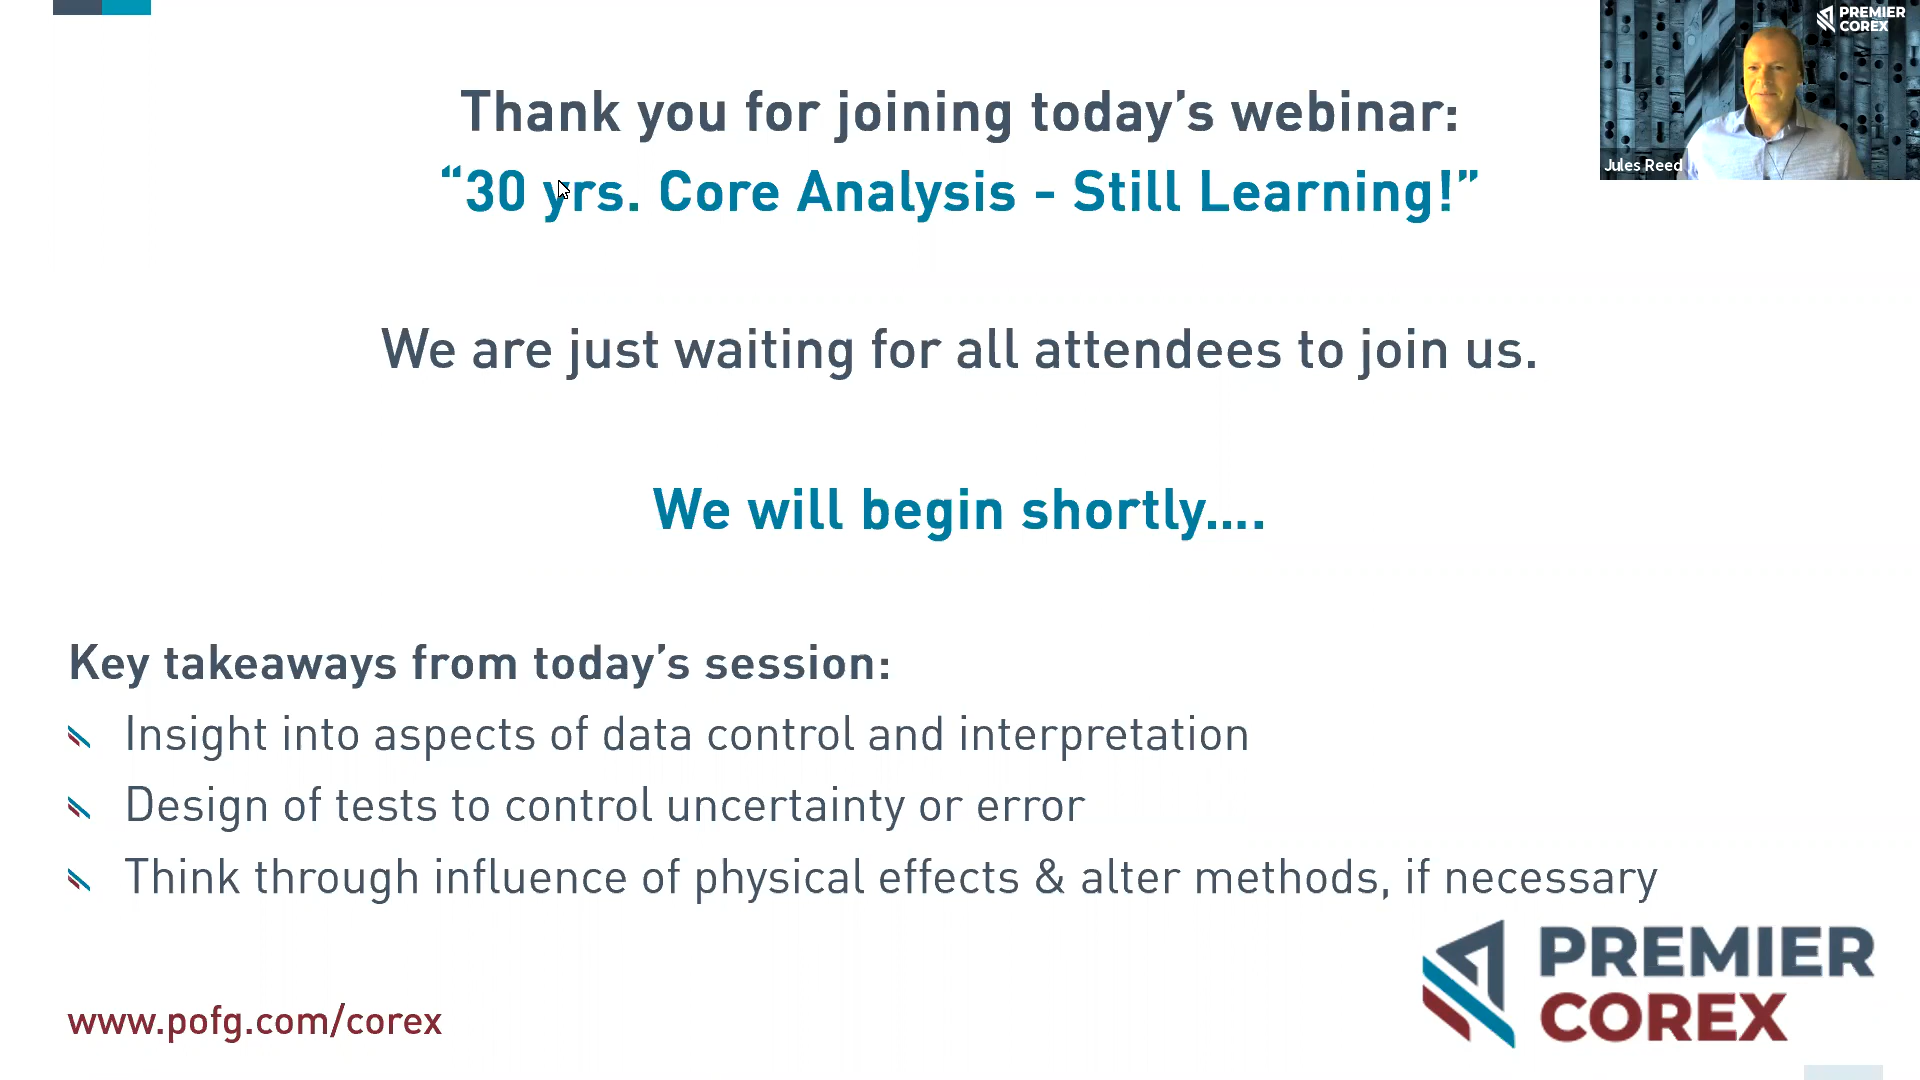 PREMIER
COREX
Jules Reed
Thank you for joining today’s webinar:
“30 yrs. Core Analysis - Still Learning!”
We are just waiting for all attendees to join us.
We will begin shortly....
Key takeaways from today’s session:
Insight into aspects of data control and interpretation
Design of tests to control uncertainty or error
Think through influence of physical effects & alter methods, if necessary
PREMIER
COREX
www.pofg.com/corex